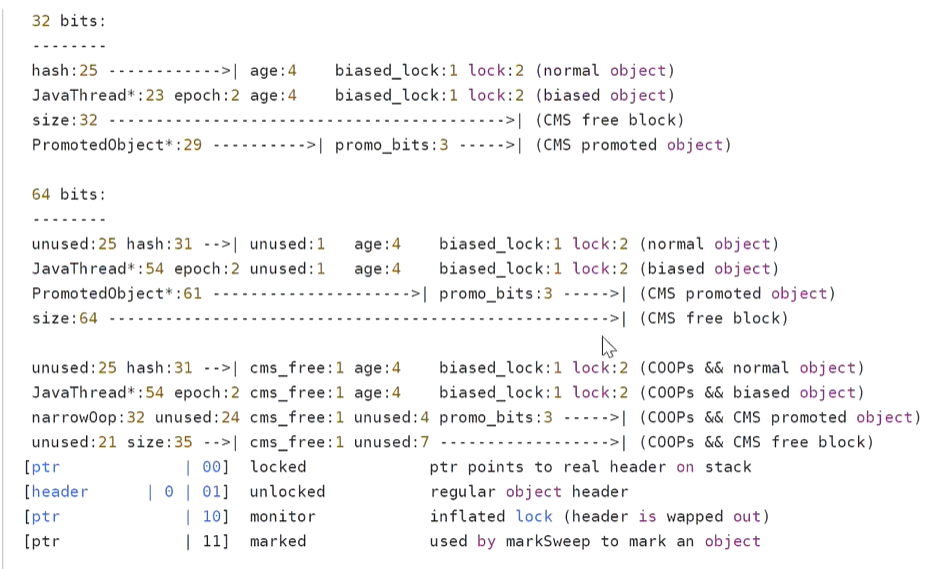 32 bits:
--------
hash:25 ------------>| age:4    biased_lock:1 lock:2 (normal object)
JavaThread*:23 epoch:2 age:4    biased_lock:1 lock:2 (biased object)
size:32 ------------------------------------------>| (CMS free block)
PromotedObject*:29 ---------->| promo_bits:3 ----->| (CMS promoted object)
64 bits:
--------
unused:25 hash:31 -->| unused:1   age:4    biased_lock:1 lock:2 (normal object)
JavaThread*:54 epoch:2 unused:1   age:4    biased_lock:1 lock:2 (biased object)
PromotedObject*:61 --------------------->| promo_bits:3 ----->| (CMS promoted object)
size:64 ----------------------------------------------------->| (CMS free block)
unused:25 hash:31 -->| cms_free:1 age:4    biased_lock:1 lock:2 (COOPs && normal object)
JavaThread*:54 epoch:2 cms_free:1 age:4    biased_lock:1 lock:2 (COOPs && biased object)
narrowOop:32 unused:24 cms_free:1 unused:4 promo_bits:3 ----->| (COOPs && CMS promoted object)
unused:21 size:35 -->| cms_free:1 unused:7 ------------------>| (COOPs && CMS free block)
[ptr             | 00]  locked             ptr points to real header on stack
[header      | 0 | 01]  unlocked           regular object header
[ptr             | 10]  monitor            inflated lock (header is wapped out)
[ptr             | 11]  marked             used by markSweep to mark an object